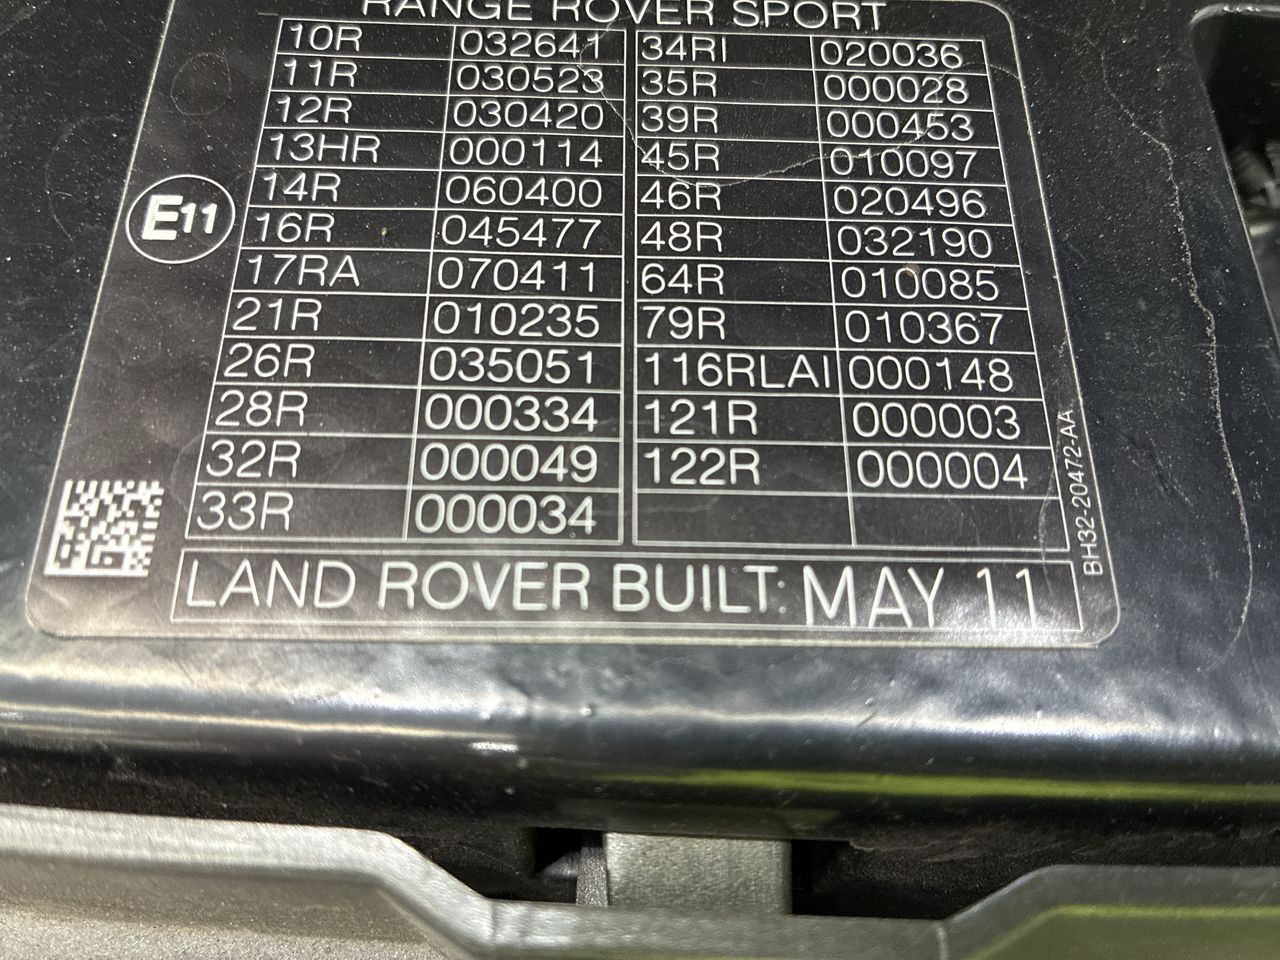 RANGE ROVER SPORT
10R 032641 34RI 020036
11R 030523 35R 000028
12R 030420 39R 000453
13HR 000114 45R 010097
14R 060400 46R 020496
16R 045477 48R 032190
17RA 070411 64R 010085
21R 010235 79R 010367
26R 035051 116RLAI 000148
28R 000334 121R 000003
32R 000049 122R 000004
33R 000034
E11
LAND ROVER BUILT: MAY 11
BH32-20472-AA